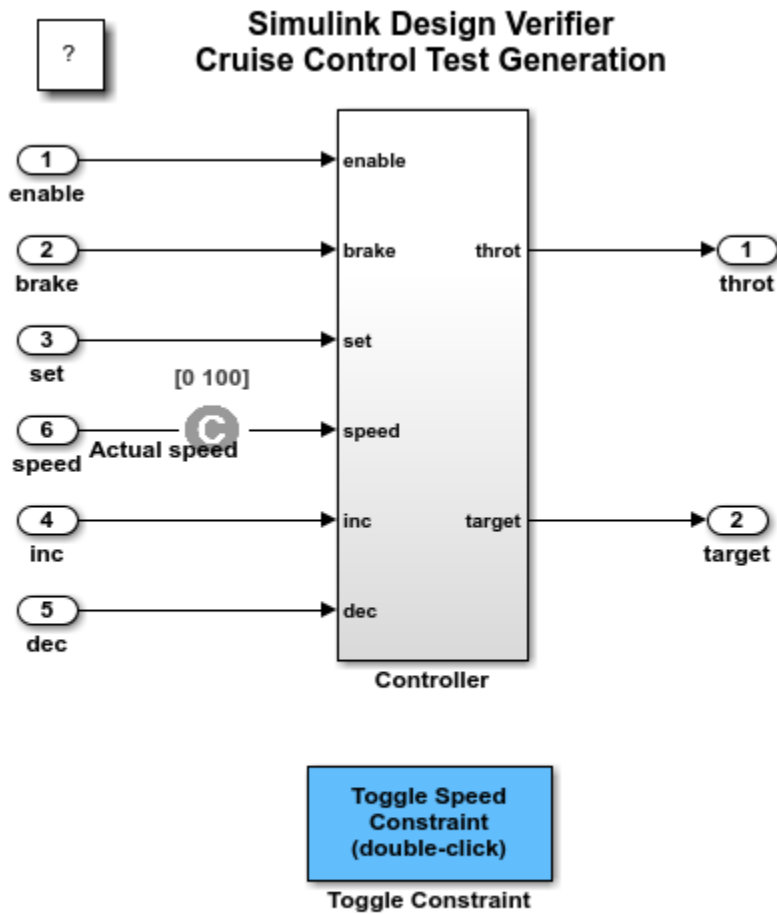 Simulink Design Verifier
Cruise Control Test Generation
?
1
enable
enable
2
brake
brake
throt
1
throt
3
set
set
[0 100]
6
speed
Actual speed
C
speed
4
inc
inc
target
2
target
5
dec
dec
Controller
Toggle Speed
Constraint
(double-click)
Toggle Constraint